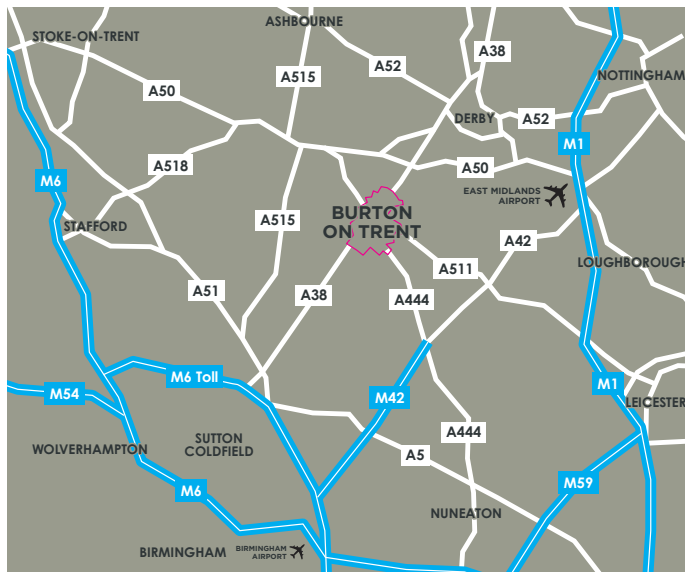 ASHBOURNE
STOKE-ON-TRENT
A38
A52
A515
NOTTINGHAM
A50
DERBY
A52
M1
A518
A50
M6
EAST MIDLANDS
AIRPORT
BURTON
ON TRENT
A515
STAFFORD
A42
LOUGHBOROUGH
A511
A51
A38
A444
M6 Toll
M1
M54
M42
LEICESTER
A444
SUTTON
COLDFIELD
WOLVERHAMPTON
A5
M59
M6
NUNEATON
BIRMINGHAM
BIRMINGHAM
AIRPORT